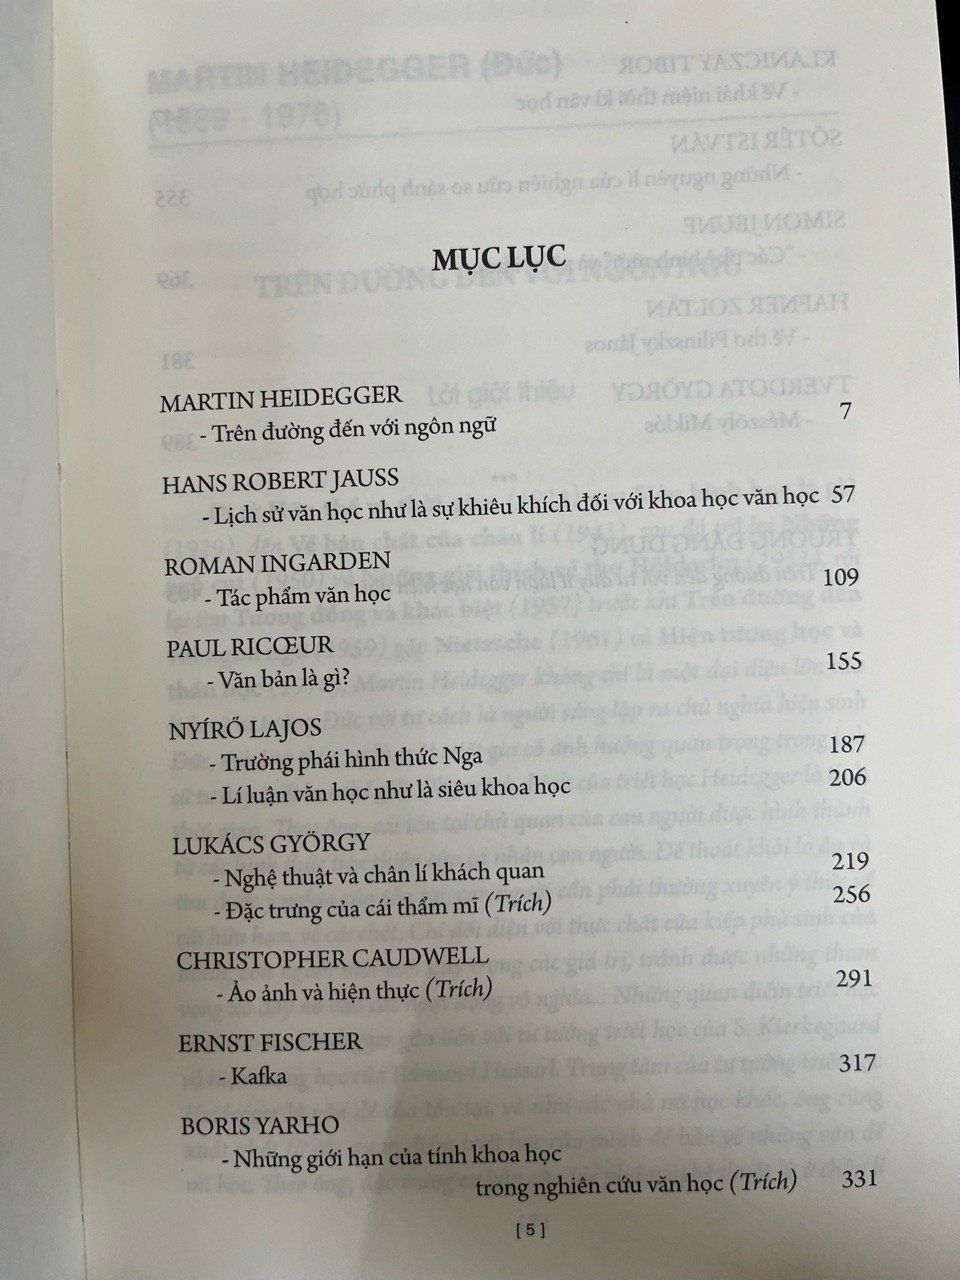 MỤC LỤC
MARTIN HEIDEGGER
- Trên đường đến với ngôn ngữ 7
HANS ROBERT JAUSS
- Lịch sử văn học như là sự khiêu khích đối với khoa học văn học 57
ROMAN INGARDEN
- Tác phẩm văn học 109
PAUL RICŒUR
- Văn bản là gì? 155
NYÍRŐ LAJOS
- Trường phái hình thức Nga 187
- Lí luận văn học như là siêu khoa học 206
LUKÁCS GYÖRGY
- Nghệ thuật và chân lí khách quan 219
- Đặc trưng của cái thẩm mĩ (Trích) 256
CHRISTOPHER CAUDWELL
- Ảo ảnh và hiện thực (Trích) 291
ERNST FISCHER
- Kafka 317
BORIS YARHO
- Những giới hạn của tính khoa học
trong nghiên cứu văn học (Trích) 331
[ 5 ]